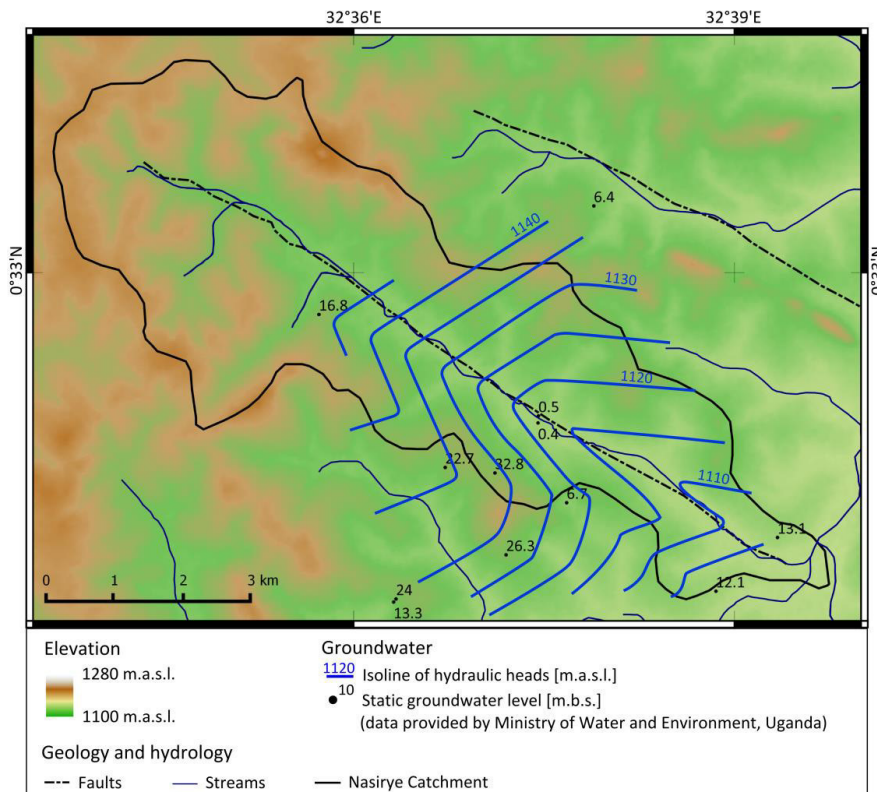 32°36'E 32°39'E
6.4
1140
0°33'N 0°33'N
1130
16.8
1120
0.5
0.4
22.7 32.8
1110
6.7
13.1
26.3
12.1
24
13.3
0 1 2 3 km
Elevation
1280 m.a.s.l.
1100 m.a.s.l.
Groundwater
1120 Isoline of hydraulic heads [m.a.s.l.]
10 Static groundwater level [m.b.s.]
(data provided by Ministry of Water and Environment, Uganda)
Geology and hydrology
Faults Streams Nasirye Catchment